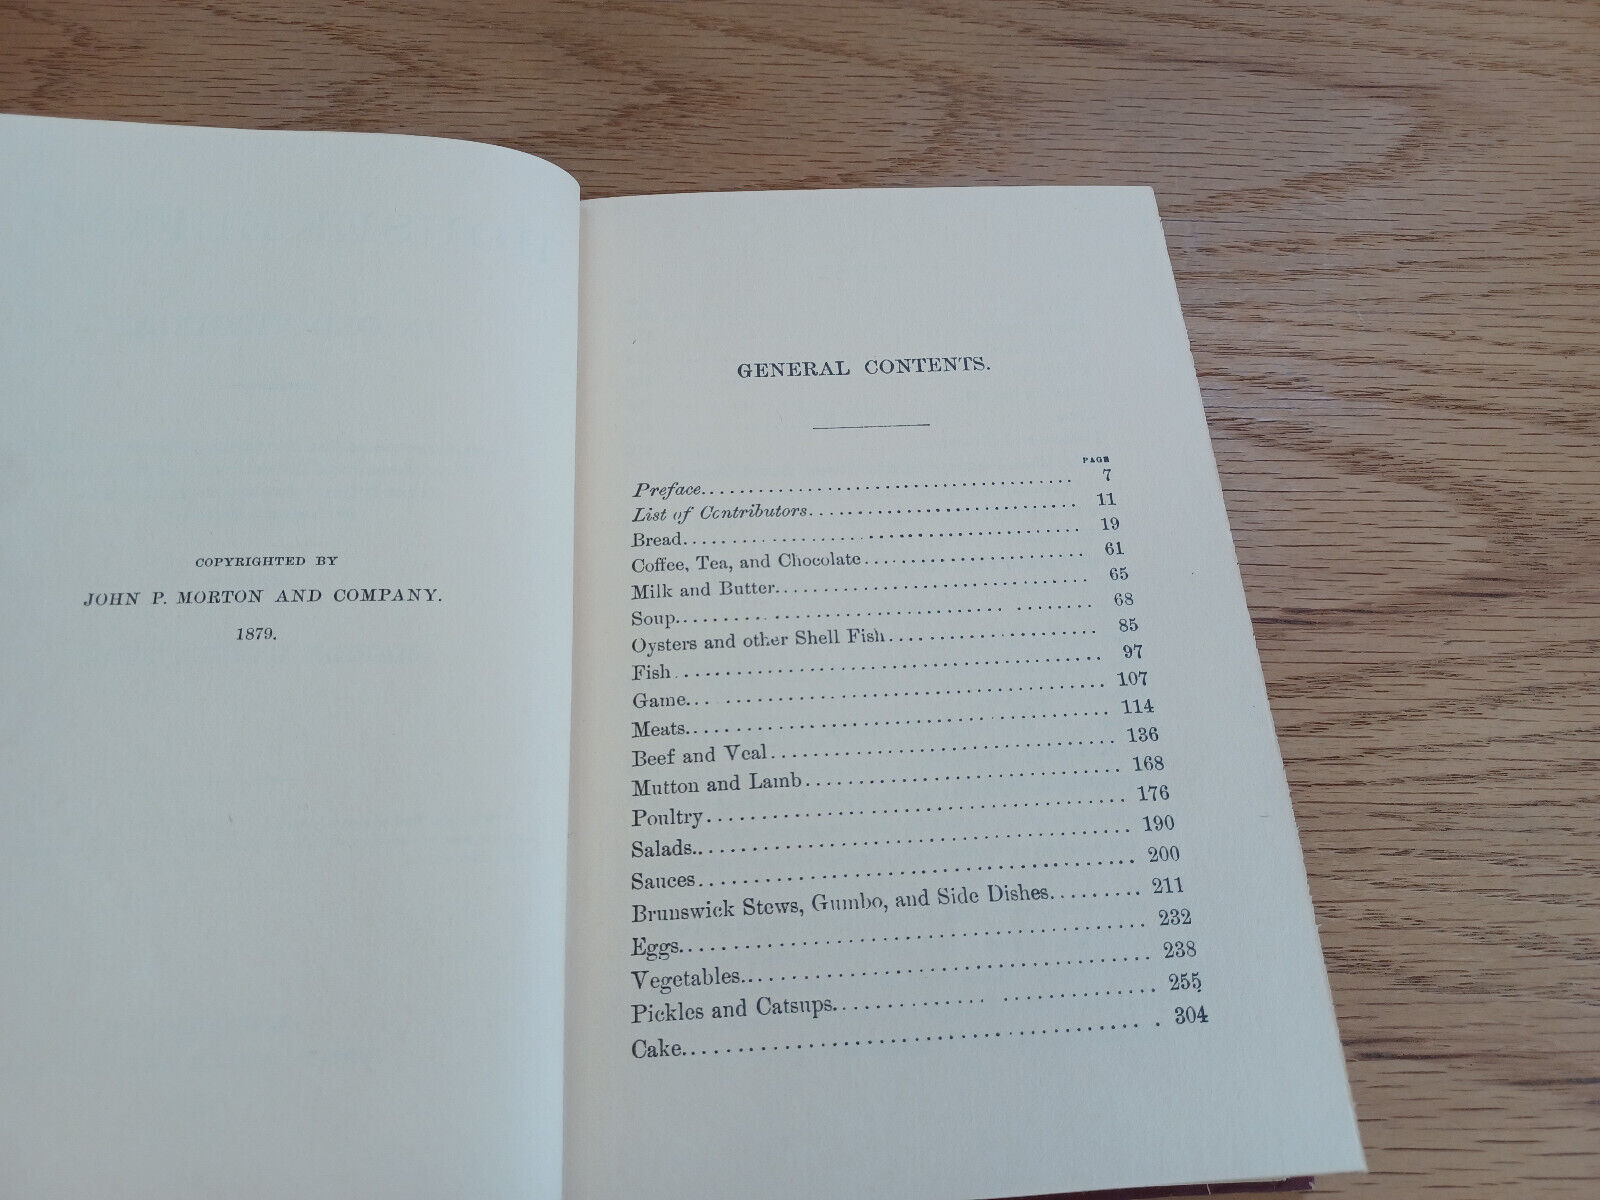 COPYRIGHTED BY
JOHN P. MORTON AND COMPANY.
1879.
GENERAL CONTENTS.
PAGE
Preface........................................ 7
List of Contributors............................... 11
Bread............................................ 19
Coffee, Tea, and Chocolate........................ 61
Milk and Butter.................................. 65
Soup............................................ 68
Oysters and other Shell Fish....................... 85
Fish............................................ 97
Game........................................... 107
Meats........................................... 114
Beef and Veal.................................... 136
Mutton and Lamb................................. 168
Poultry.......................................... 176
Salads........................................... 190
Sauces........................................... 200
Brunswick Stews, Gumbo, and Side Dishes......... 211
Eggs............................................ 232
Vegetables....................................... 238
Pickles and Catsups............................... 255
Cake............................................ 304